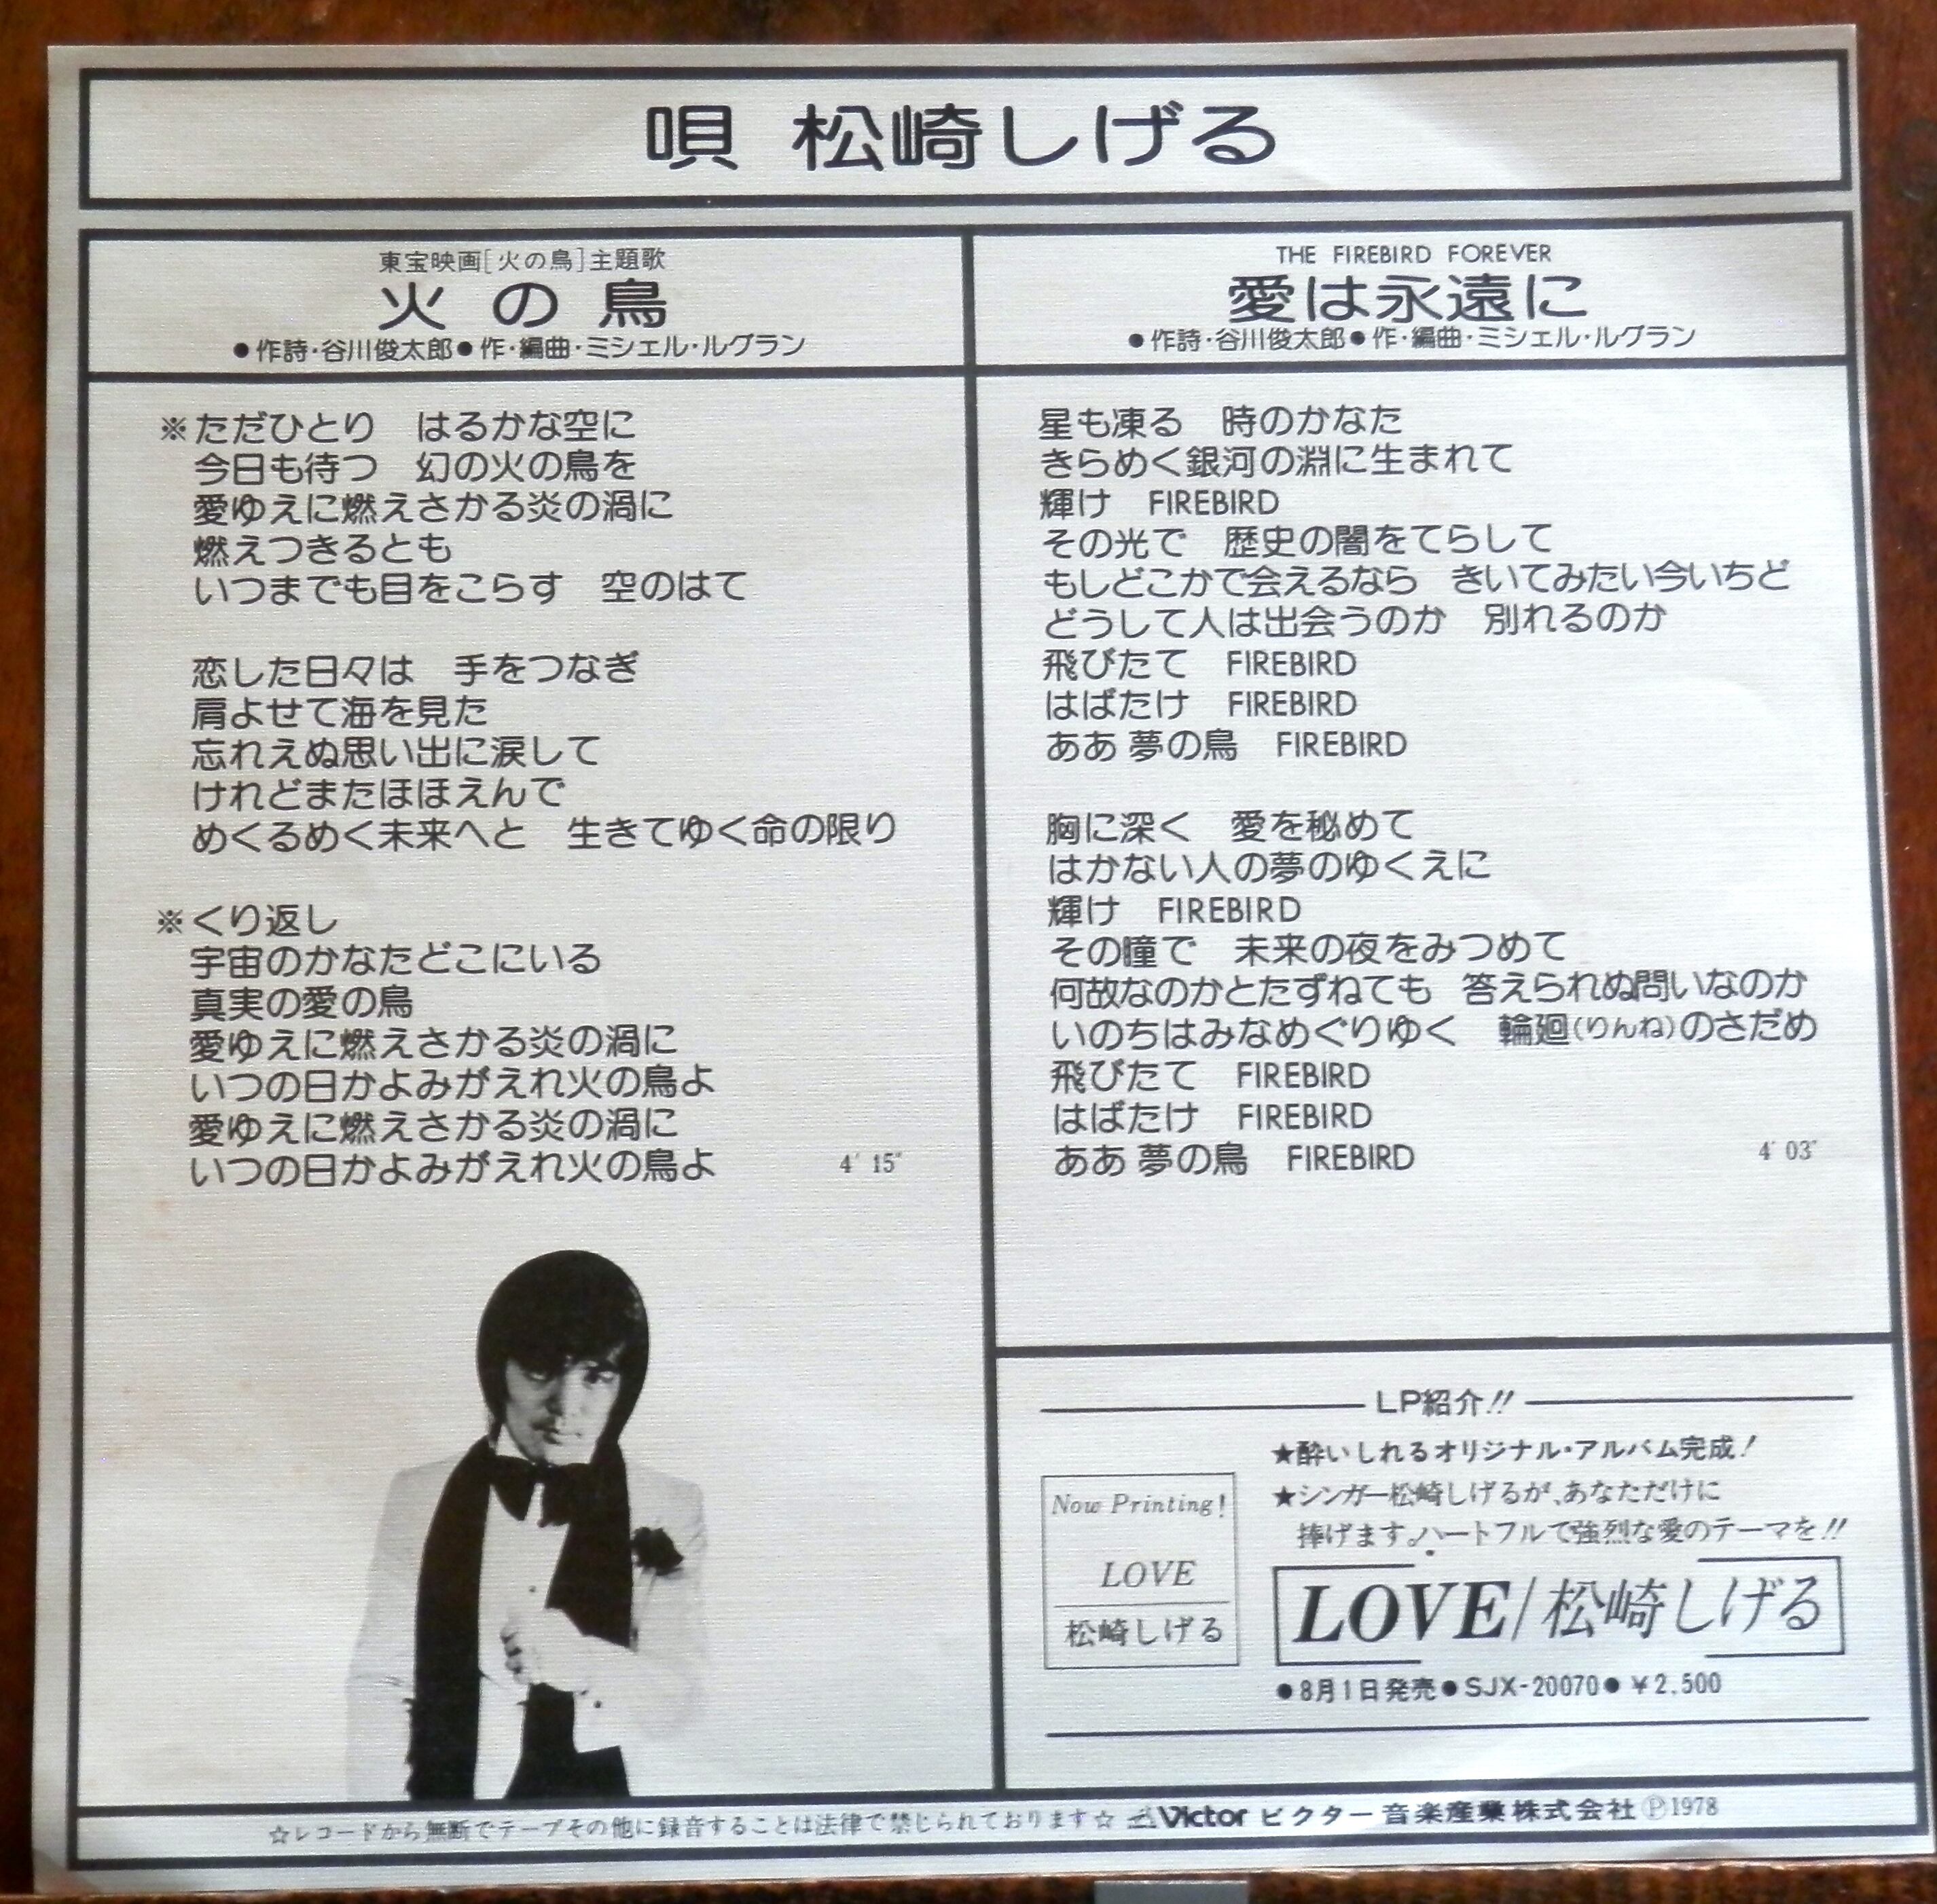 唄 松崎しげる
東宝映画[火の鳥]主題歌
火の鳥
●作詩・谷川俊太郎●作・編曲・ミシェル・ルグラン
※ただひとり　はるかな空に
今日も待つ　幻の火の鳥を
愛ゆえに燃えさかる炎の渦に
燃えつきるとも
いつまでも目をこらす　空のはて
恋した日々は　手をつなぎ
肩よせて海を見た
忘れえぬ思い出に涙して
けれどまたほほえんで
めくるめく未来へと　生きてゆく命の限り
※くり返し
宇宙のかなたどこにいる
真実の愛の鳥
愛ゆえに燃えさかる炎の渦に
いつの日かよみがえれ火の鳥よ
愛ゆえに燃えさかる炎の渦に
いつの日かよみがえれ火の鳥よ
4′15″
THE FIREBIRD FOREVER
愛は永遠に
●作詩・谷川俊太郎●作・編曲・ミシェル・ルグラン
星も凍る　時のかなた
きらめく銀河の淵に生まれて
輝け　FIREBIRD
その光で　歴史の闇をてらして
もしどこかで会えるなら　きいてみたい今いちど
どうして人は出会うのか　別れるのか
飛びたて　FIREBIRD
はばたけ　FIREBIRD
ああ 夢の鳥　FIREBIRD
胸に深く　愛を秘めて
はかない人の夢のゆくえに
輝け　FIREBIRD
その瞳で　未来の夜をみつめて
何故なのかとたずねても　答えられぬ問いなのか
いのちはみなめぐりゆく　輪廻(りんね)のさだめ
飛びたて　FIREBIRD
はばたけ　FIREBIRD
ああ 夢の鳥　FIREBIRD
4′03″
LP紹介!!
★酔いしれるオリジナル・アルバム完成!
★シンガー松崎しげるが、あなただけに
捧げます。ハートフルで強烈な愛のテーマを!!
Now Printing!
LOVE
松崎しげる
LOVE/松崎しげる
●8月1日発売●SJX-20070●¥2,500
☆レコードから無断でテープその他に録音することは法律で禁じられております☆ Victor ビクター音楽産業株式会社 Ⓟ1978